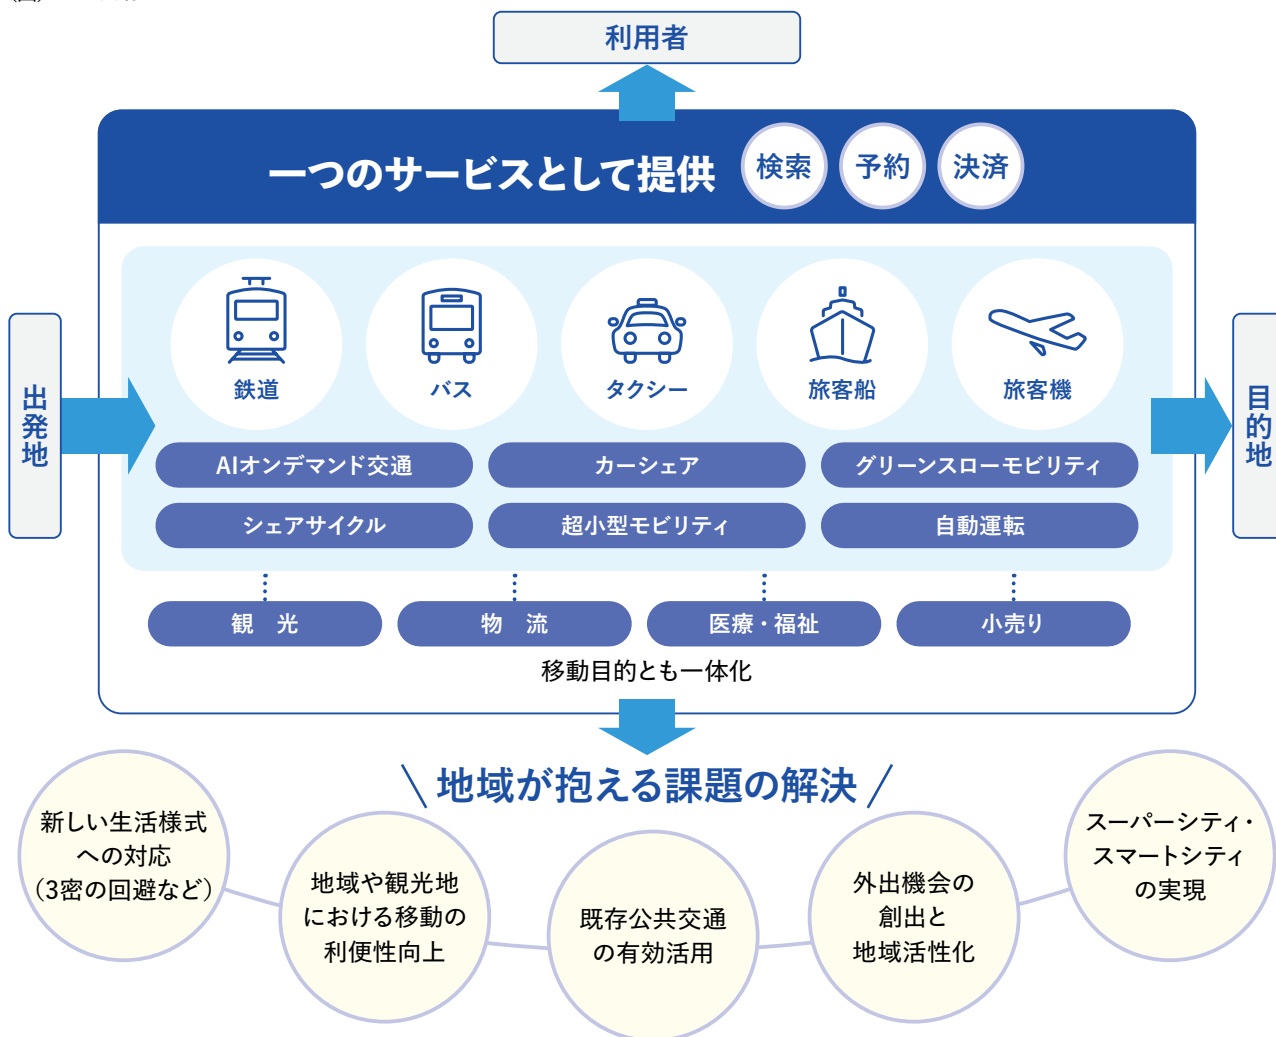 利用者
一つのサービスとして提供 検索 予約 決済
出発地
鉄道 バス タクシー 旅客船 旅客機
AIオンデマンド交通 カーシェア グリーンスローモビリティ
シェアサイクル 超小型モビリティ 自動運転
目的地
観 光 物 流 医療・福祉 小売り
移動目的とも一体化
地域が抱える課題の解決
新しい生活様式
への対応
（3密の回避など）
地域や観光地
における移動の
利便性向上
既存公共交通
の有効活用
外出機会の
創出と
地域活性化
スーパーシティ・
スマートシティ
の実現